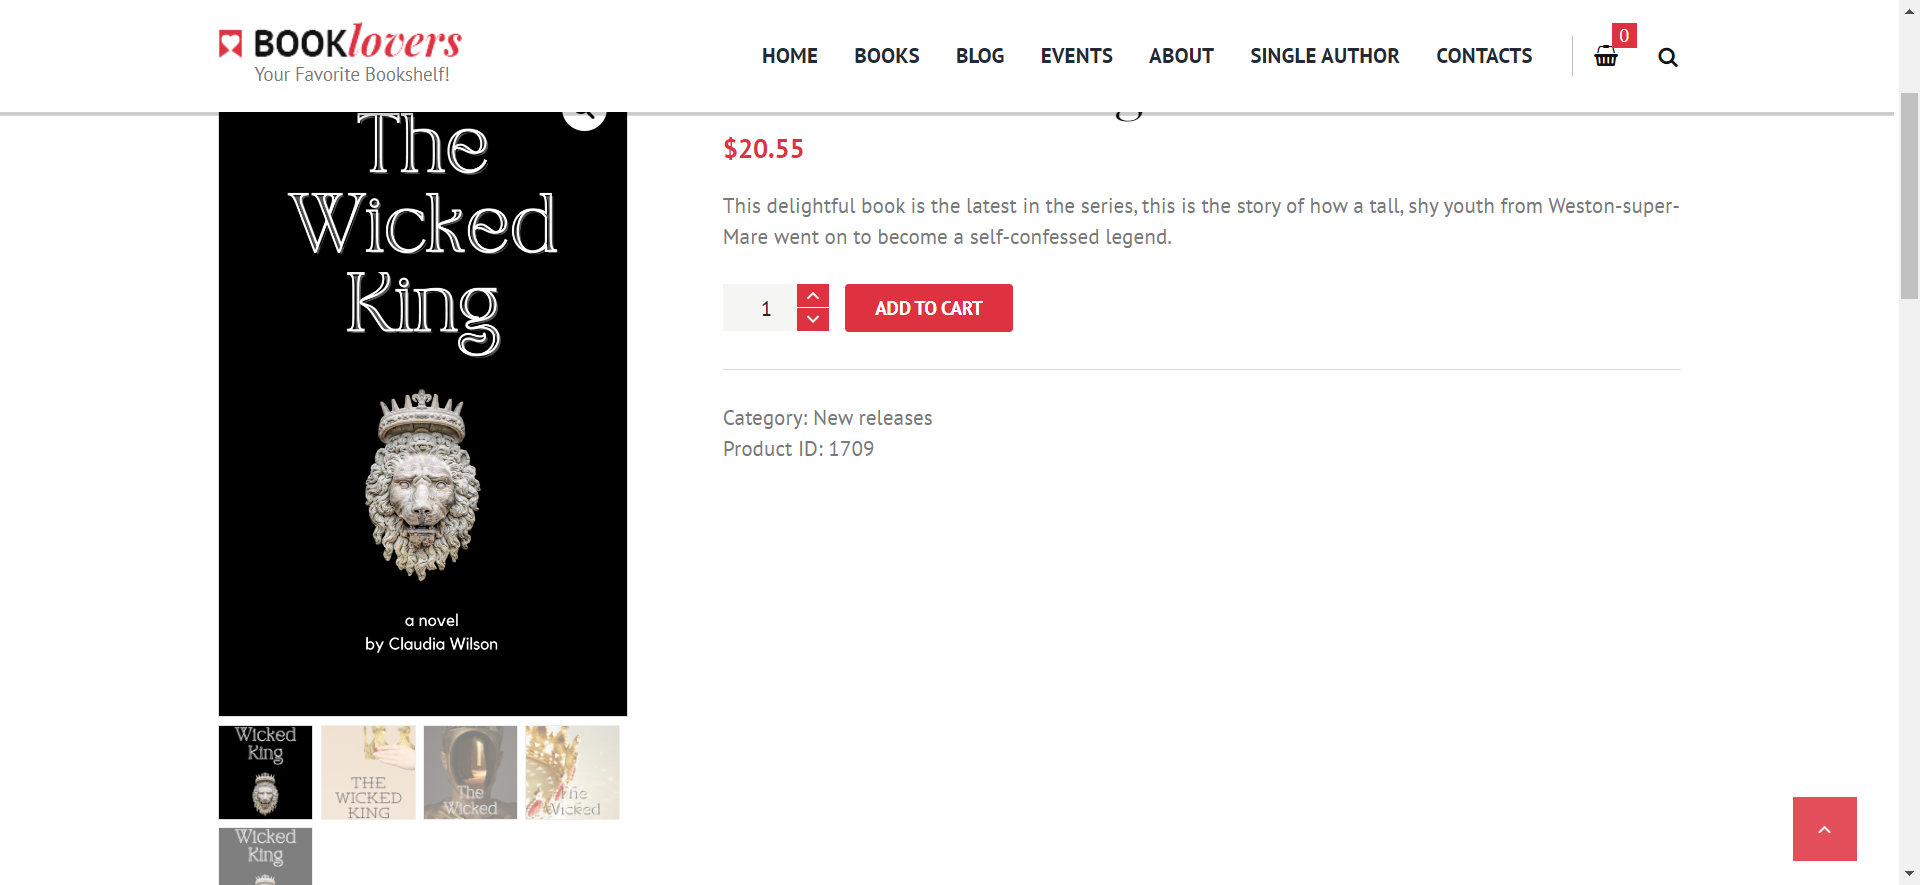 BOOKlovers
Your Favorite Bookshelf!
HOME BOOKS BLOG EVENTS ABOUT SINGLE AUTHOR CONTACTS
0
The
Wicked
King
a novel
by Claudia Wilson
$20.55
This delightful book is the latest in the series, this is the story of how a tall, shy youth from Weston-super-
Mare went on to become a self-confessed legend.
1
ADD TO CART
Category: New releases
Product ID: 1709
Wicked
King
THE
WICKED
KING
The
Wicked
The
Wicked
Wicked
King